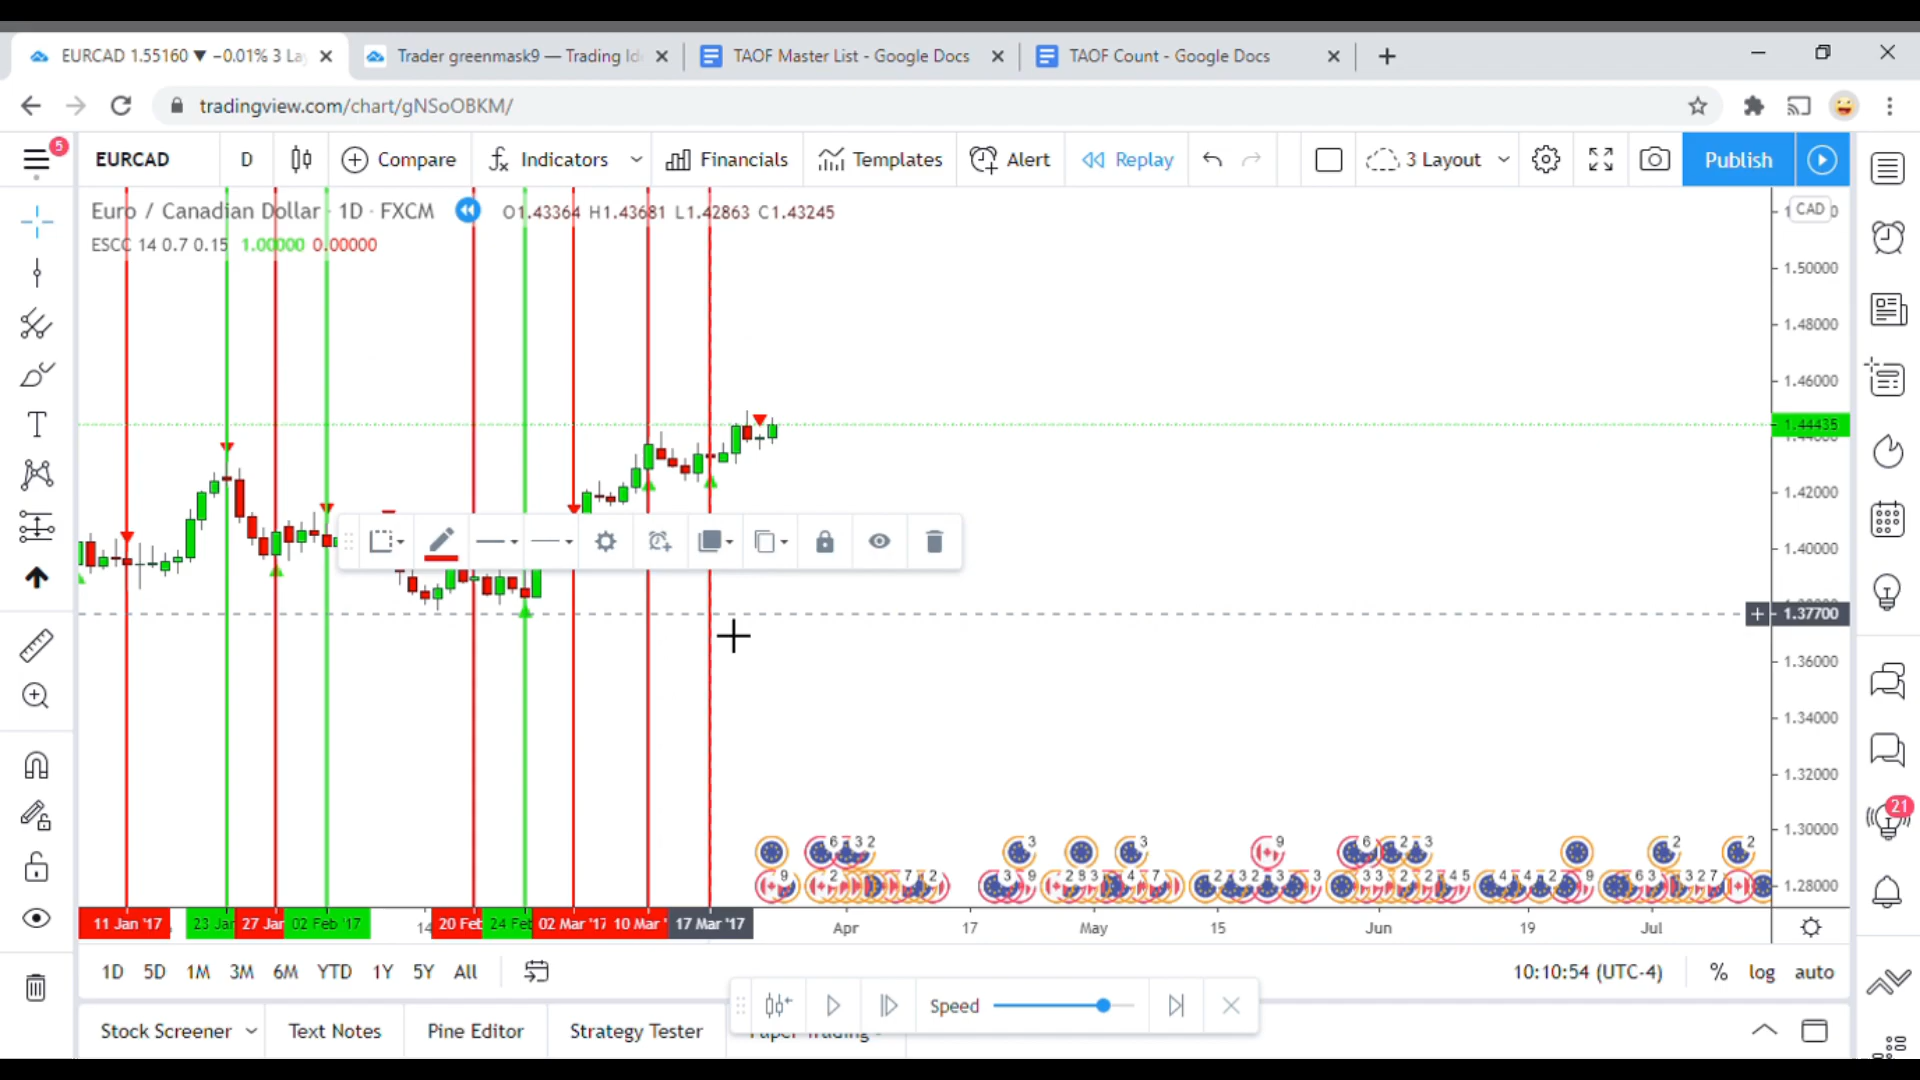 EURCAD 1.55160 ▼ −0.01% 3 La
Trader greenmask9 — Trading Id
TAOF Master List - Google Docs
TAOF Count - Google Docs
tradingview.com/chart/gNSoOBKM/
5
EURCAD
D
Compare
Indicators
Financials
Templates
Alert
Replay
3 Layout
Publish
Euro / Canadian Dollar · 1D · FXCM
O1.43364 H1.43681 L1.42863 C1.43245
CAD
ESCC 14 0.7 0.15 1.00000 0.00000
1.50000
1.48000
1.46000
1.44435
1.42000
1.40000
1.37700
1.36000
1.34000
1.32000
1.30000
1.28000
21
11 Jan '17
23 Jan
27 Jan
02 Feb '17
14
20 Feb
24 Feb
02 Mar '17
10 Mar '
17 Mar '17
Apr
17
May
15
Jun
19
Jul
1D 5D 1M 3M 6M YTD 1Y 5Y All
10:10:54 (UTC-4)
% log auto
Speed
Stock Screener
Text Notes
Pine Editor
Strategy Tester
Paper Trading